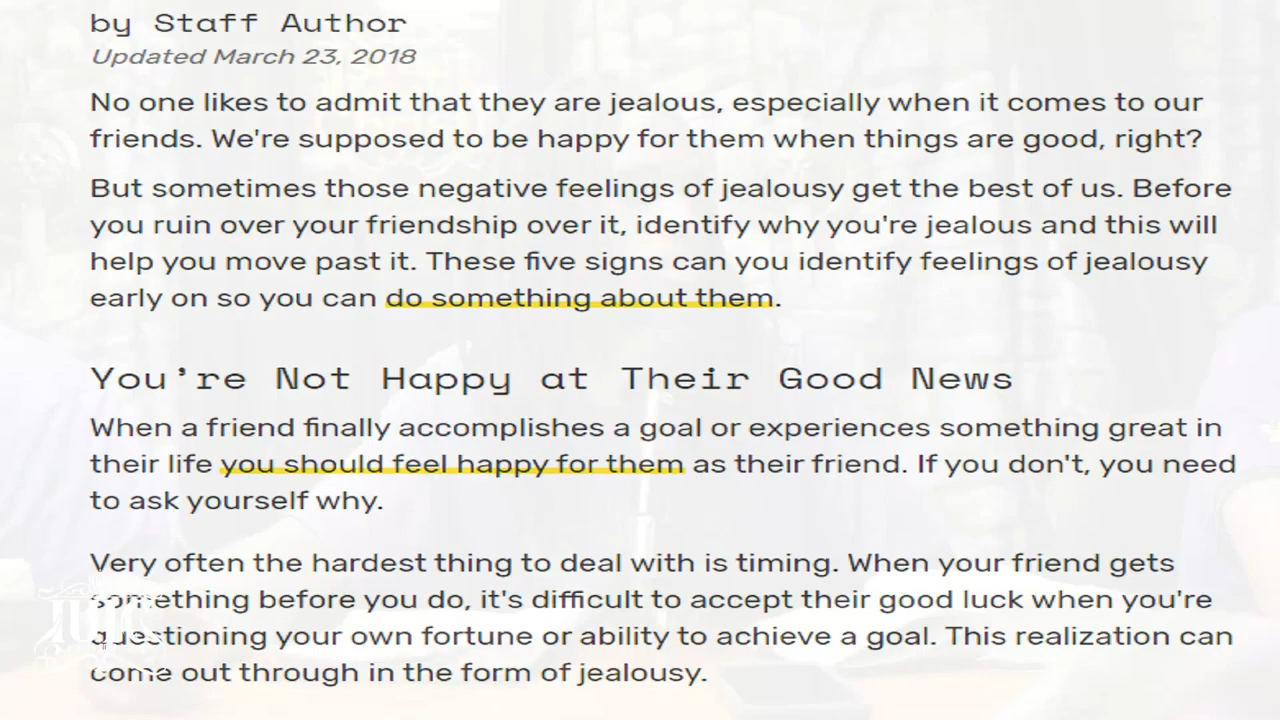 by Staff Author
Updated March 23, 2018
No one likes to admit that they are jealous, especially when it comes to our
friends. We're supposed to be happy for them when things are good, right?
But sometimes those negative feelings of jealousy get the best of us. Before
you ruin over your friendship over it, identify why you're jealous and this will
help you move past it. These five signs can you identify feelings of jealousy
early on so you can do something about them.
You're Not Happy at Their Good News
When a friend finally accomplishes a goal or experiences something great in
their life you should feel happy for them as their friend. If you don't, you need
to ask yourself why.
Very often the hardest thing to deal with is timing. When your friend gets
something before you do, it's difficult to accept their good luck when you're
questioning your own fortune or ability to achieve a goal. This realization can
come out through in the form of jealousy.